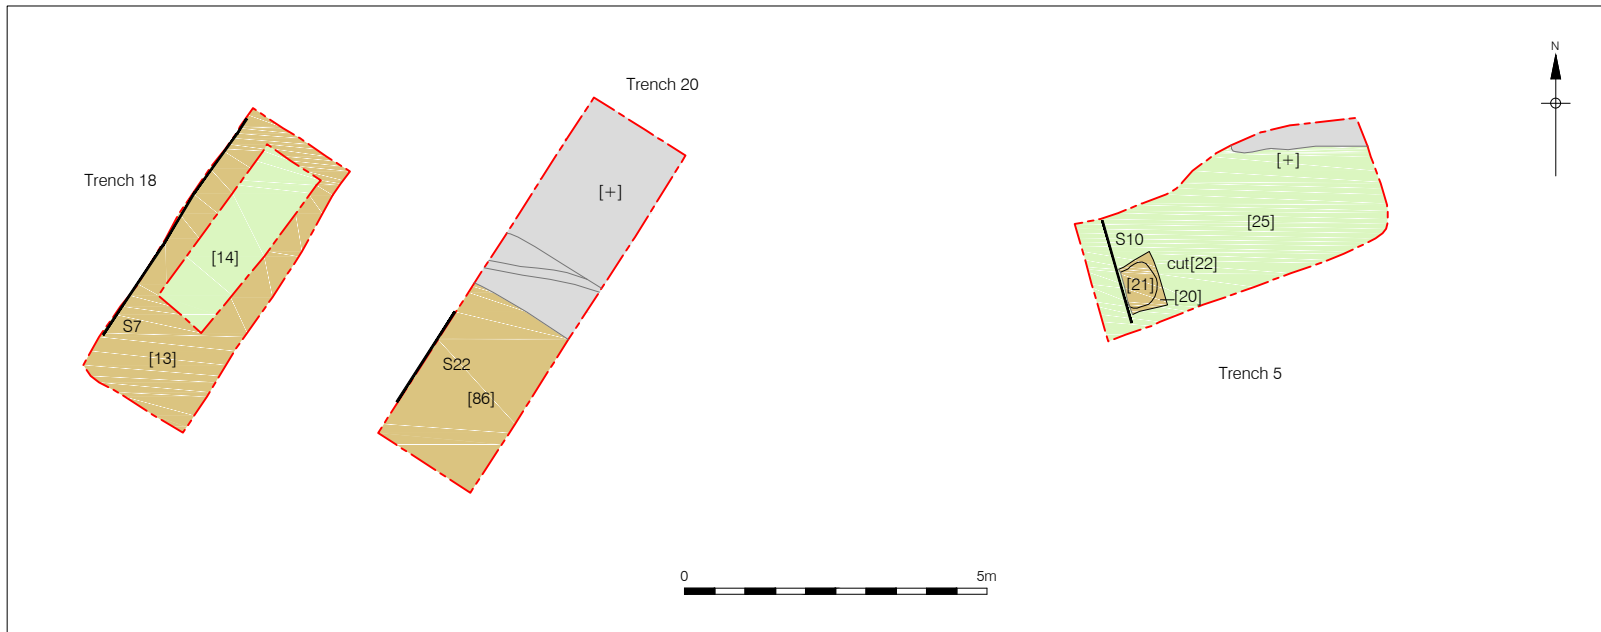 N
Trench 20
Trench 18
[+]
[+]
[25]
S10
cut[22]
[14]
[21]
[20]
S7
[13]
S22
Trench 5
[86]
0 5m